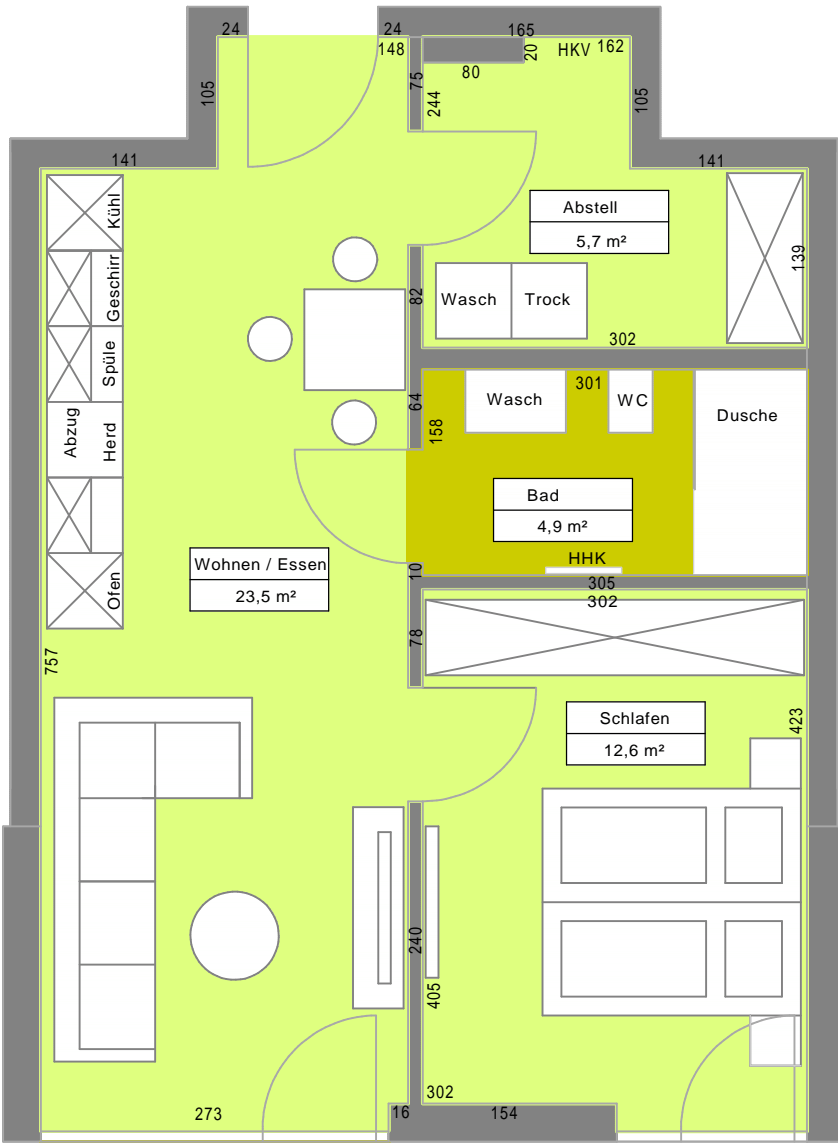 24
24
148
165
80
20
HKV
162
105
75
244
105
141
141
Kühl
Geschirr
Spüle
Abzug
Herd
Ofen
Abstell
5,7 m²
139
82
Wasch
Trock
302
64
158
Wasch
301
WC
Dusche
Bad
4,9 m²
HHK
10
305
302
Wohnen / Essen
23,5 m²
757
78
Schlafen
12,6 m²
423
240
405
273
16
302
154